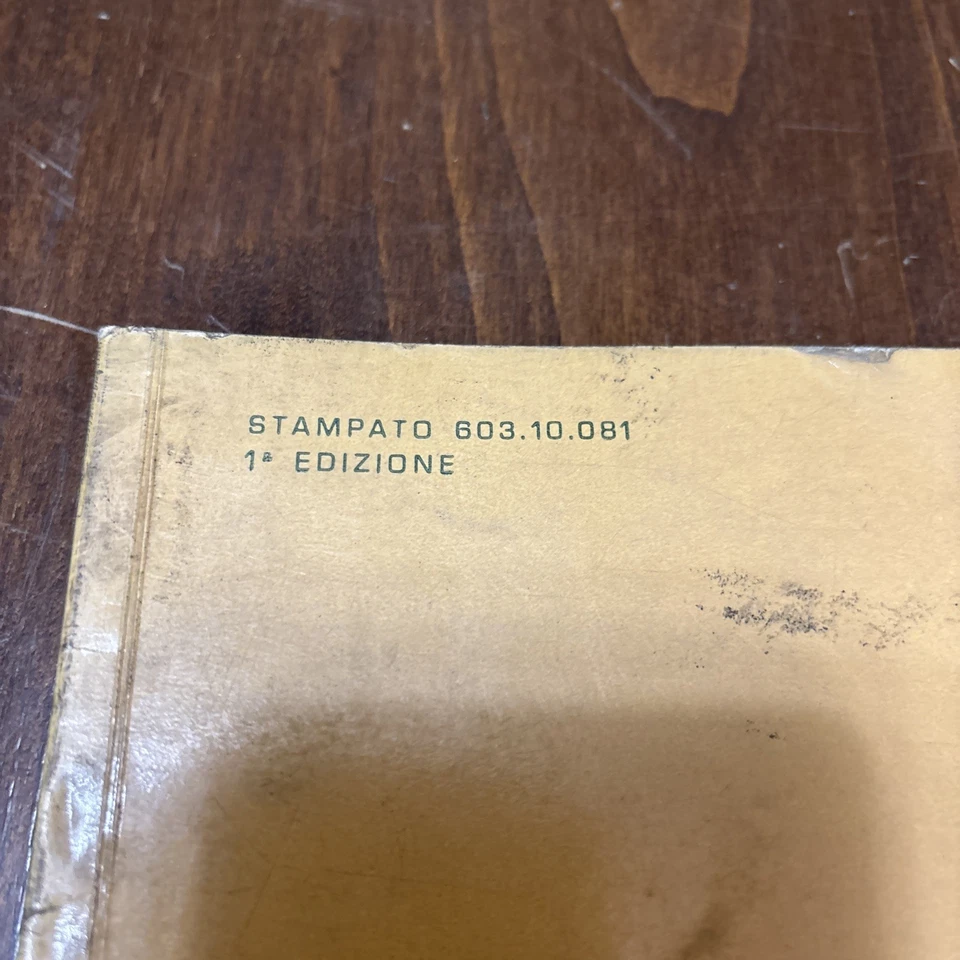 STAMPATO 603.10.081
1ª EDIZIONE